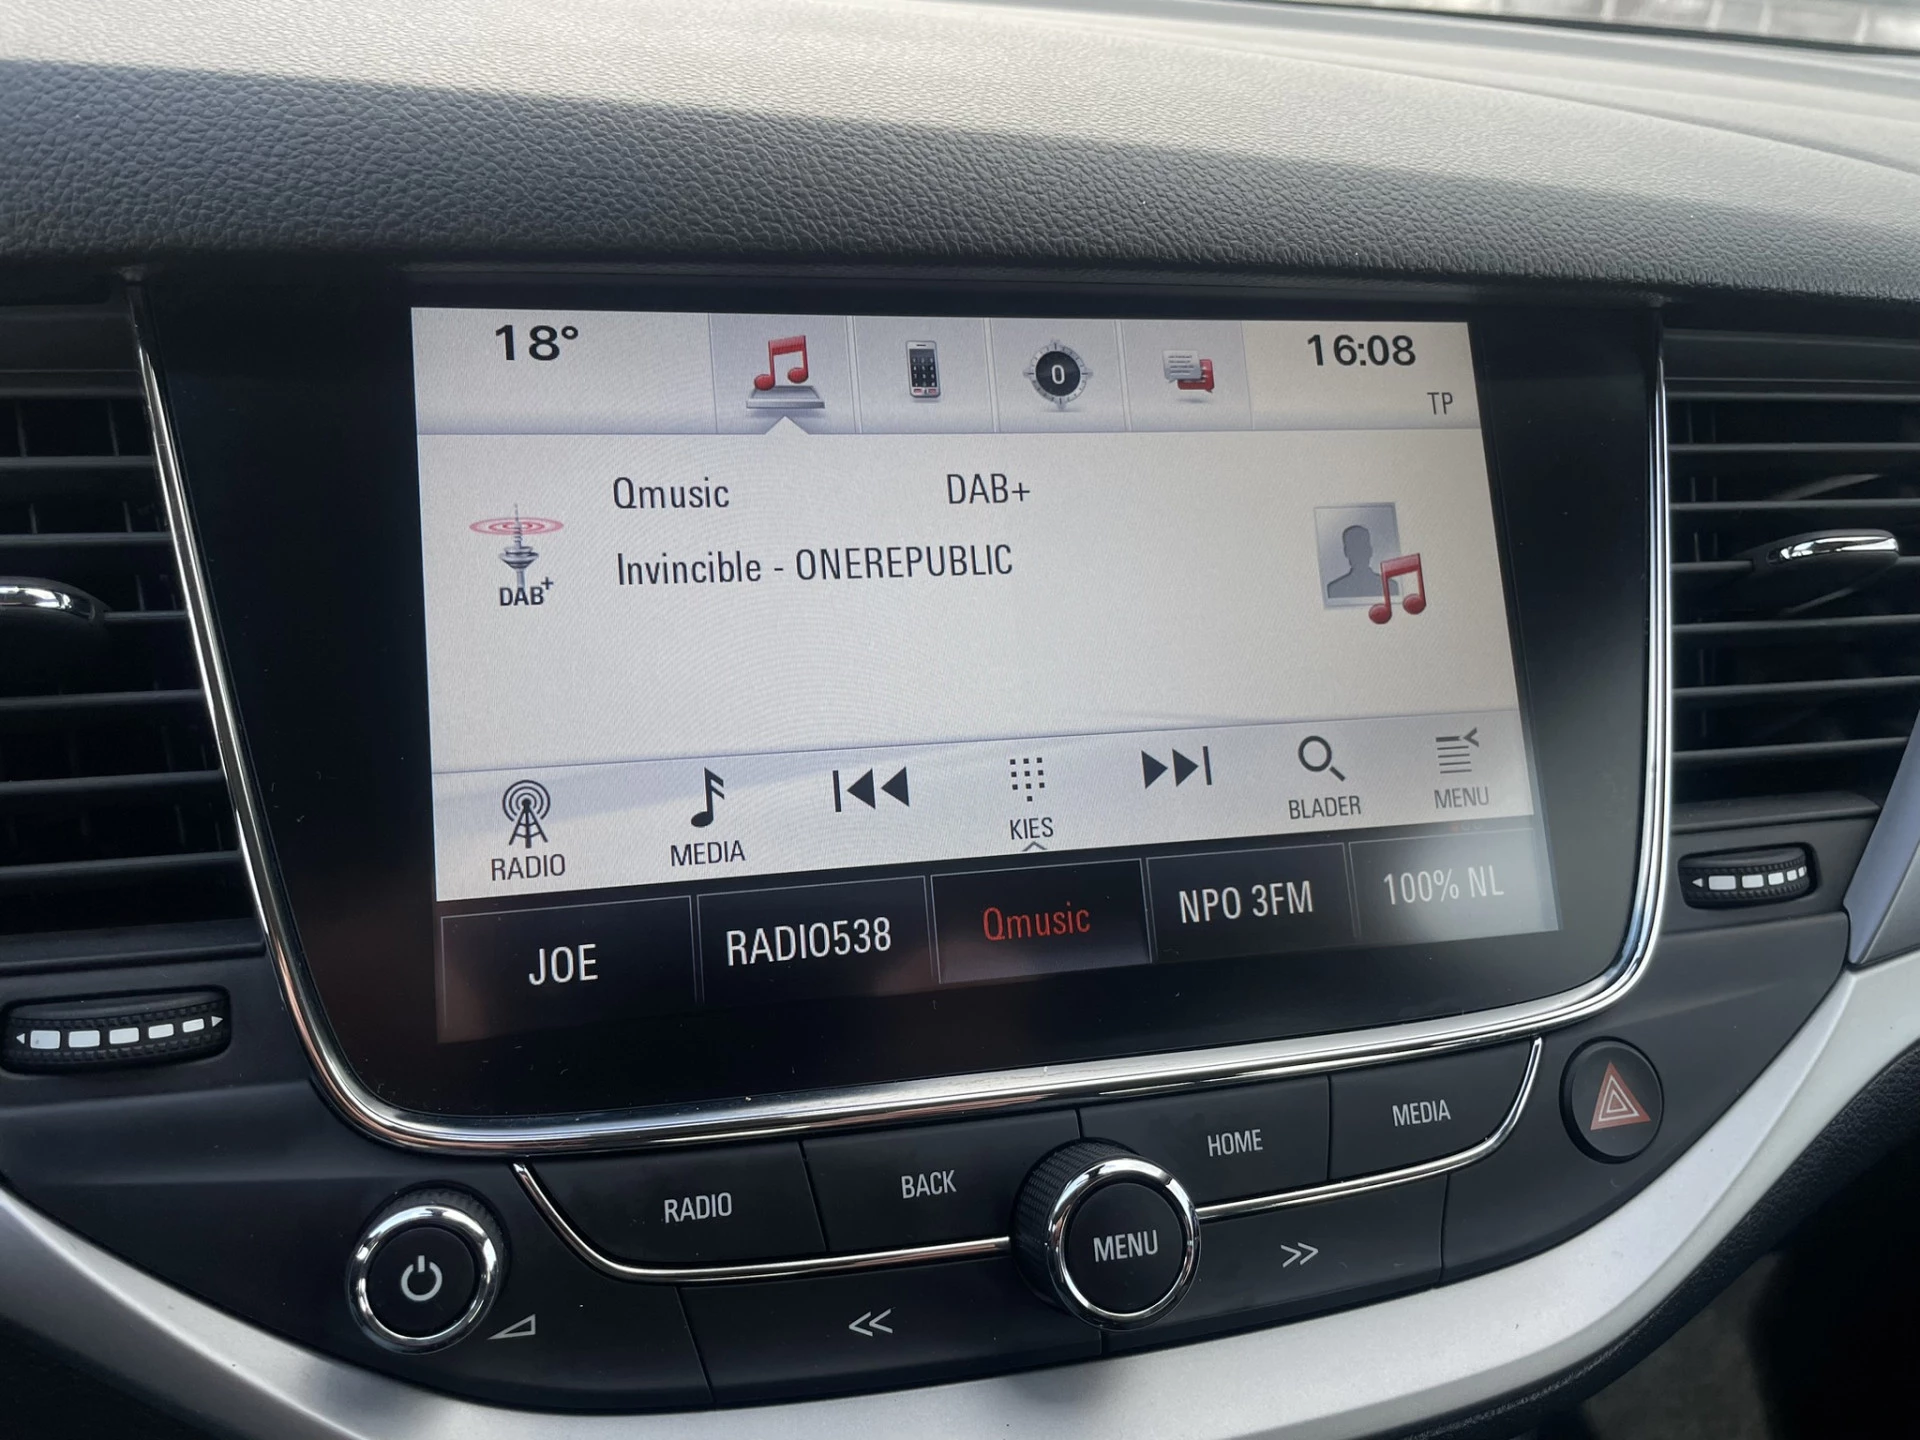 18°
0
16:08
TP
Qmusic DAB+
DAB+
Invincible - ONEREPUBLIC
RADIO
MEDIA
KIES
BLADER
MENU
JOE
RADIO538
Qmusic
NPO 3FM
100% NL
RADIO
BACK
MENU
HOME
MEDIA